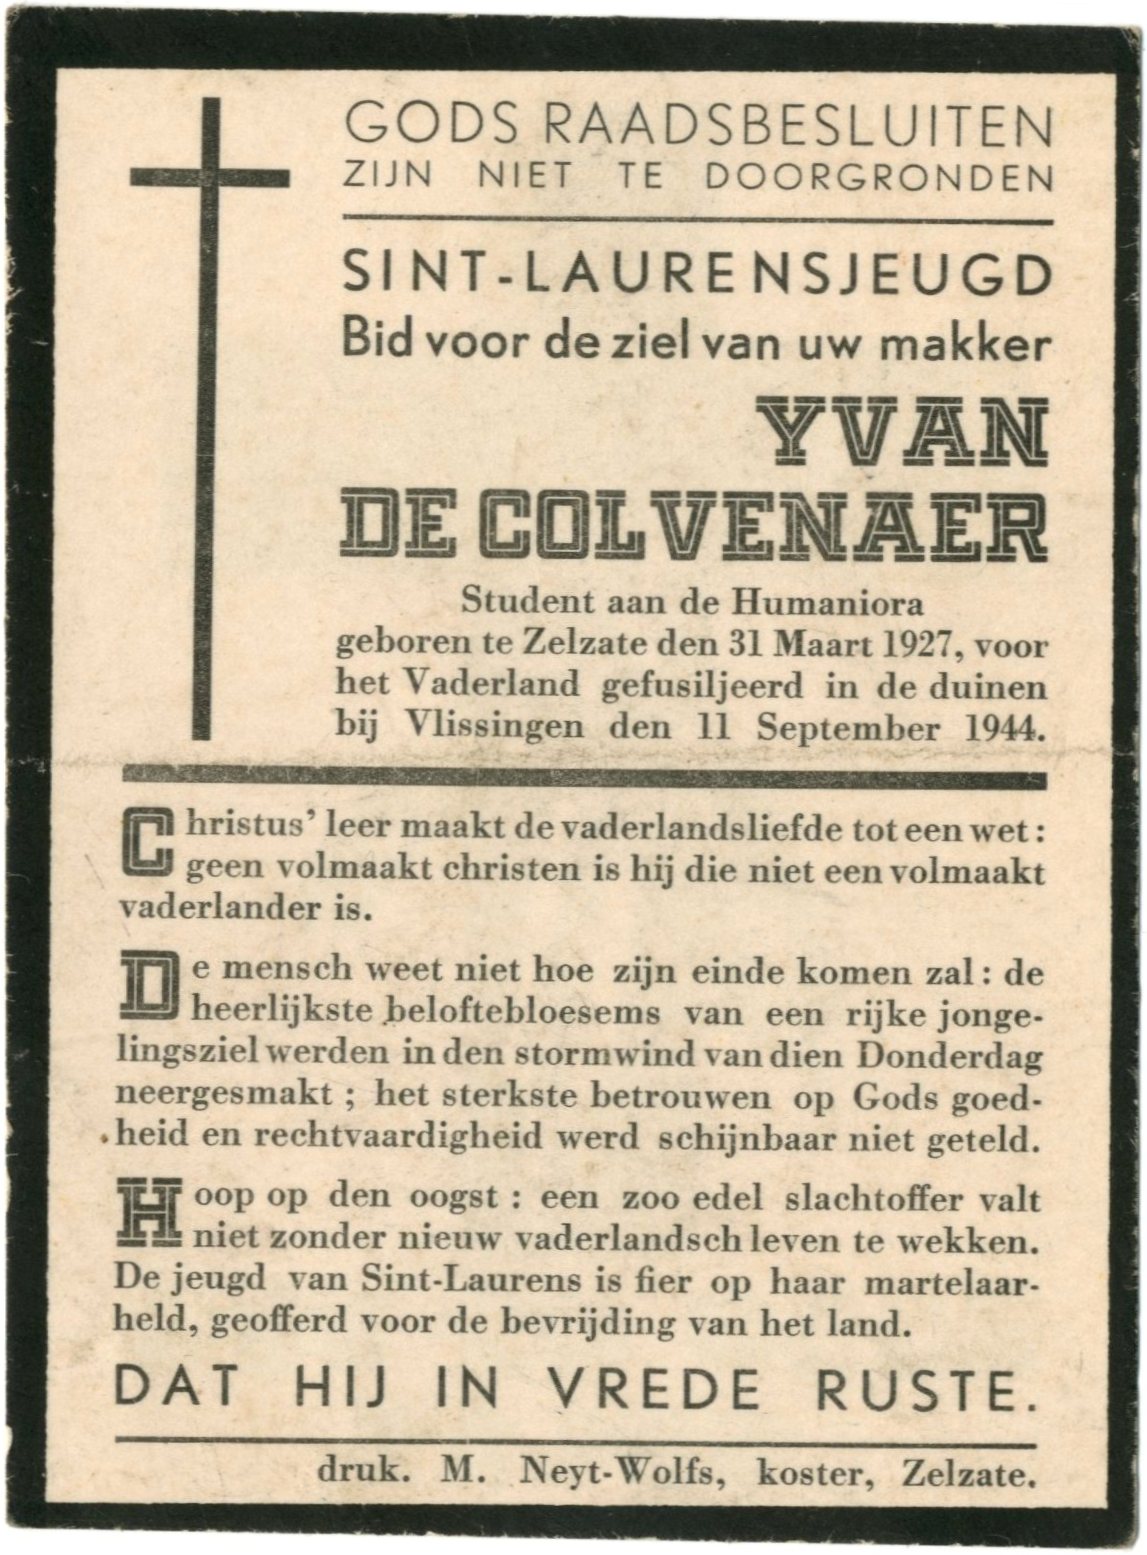 GODS RAADSBESLUITEN
ZIJN NIET TE DOORGRONDEN
SINT-LAURENSJEUGD
Bid voor de ziel van uw makker
YVAN
DE COLVENAER
Student aan de Humaniora
geboren te Zelzate den 31 Maart 1927, voor
het Vaderland gefusiljeerd in de duinen
bij Vlissingen den 11 September 1944.
Christus' leer maakt de vaderlandsliefde tot een wet :
geen volmaakt christen is hij die niet een volmaakt
vaderlander is.
De mensch weet niet hoe zijn einde komen zal : de
heerlijkste beloftebloesems van een rijke jonge-
lingsziel werden in den stormwind van dien Donderdag
neergesmakt ; het sterkste betrouwen op Gods goed-
heid en rechtvaardigheid werd schijnbaar niet geteld.
Hoop op den oogst : een zoo edel slachtoffer valt
niet zonder nieuw vaderlandsch leven te wekken.
De jeugd van Sint-Laurens is fier op haar martelaar-
held, geofferd voor de bevrijding van het land.
DAT HIJ IN VREDE RUSTE.
druk. M. Neyt-Wolfs, koster, Zelzate.